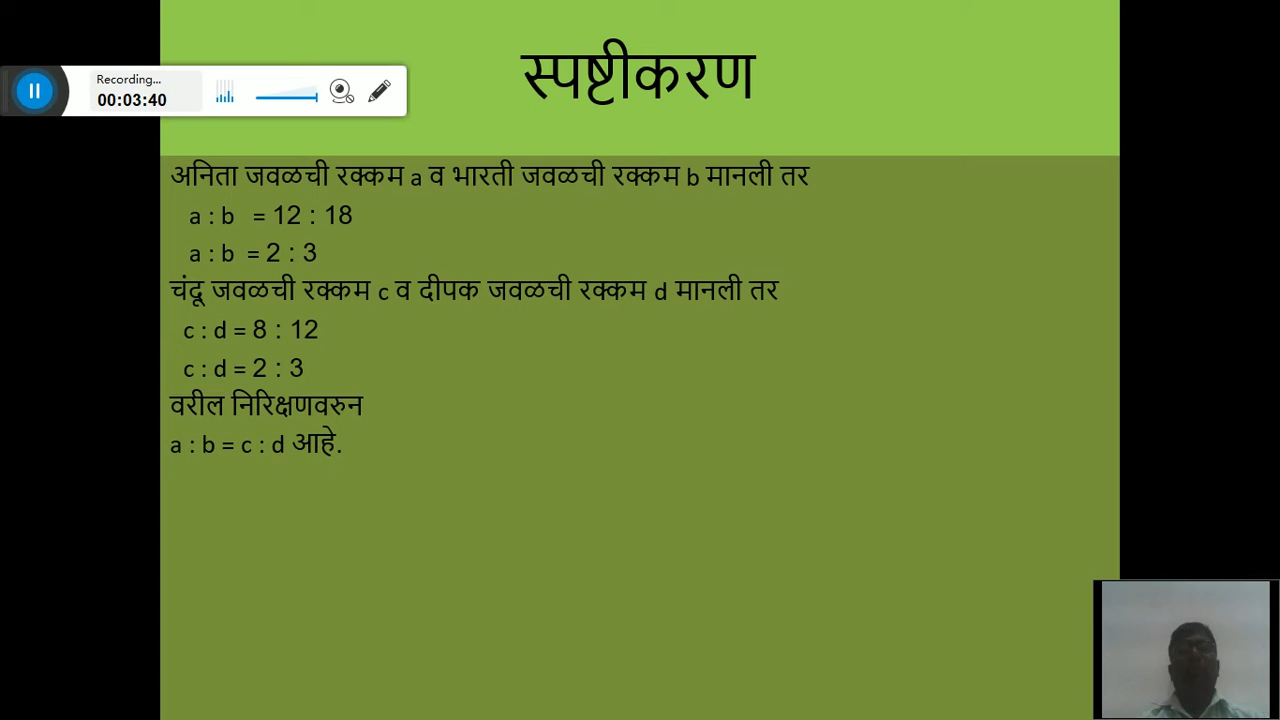 स्पष्टीकरण
Recording...
00:03:40
अनिता जवळची रक्कम a व भारती जवळची रक्कम b मानली तर
a : b = 12 : 18
a : b = 2 : 3
चंदू जवळची रक्कम c व दीपक जवळची रक्कम d मानली तर
c : d = 8 : 12
c : d = 2 : 3
वरील निरिक्षणवरुन
a : b = c : d आहे.